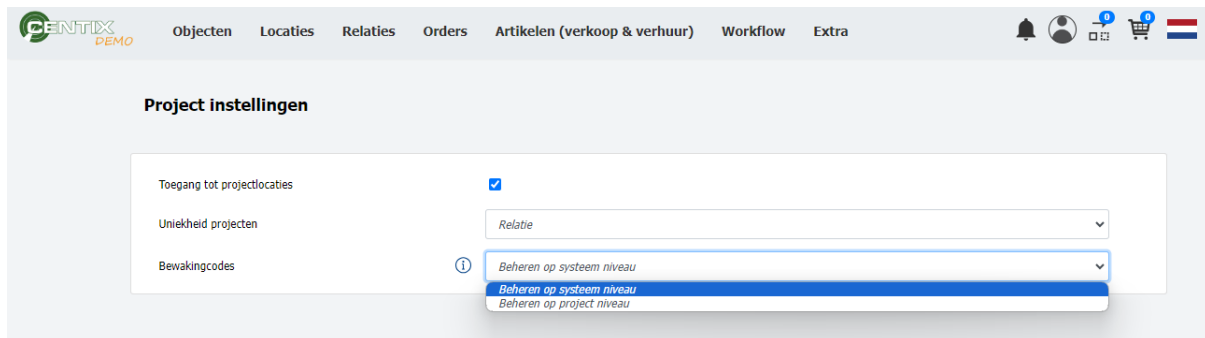 CENTIX
DEMO
Objecten Locaties Relaties Orders Artikelen (verkoop & verhuur) Workflow Extra
0 0
Project instellingen
Toegang tot projectlocaties
Uniekheid projecten Relatie
Bewakingcodes i Beheren op systeem niveau
Beheren op systeem niveau
Beheren op project niveau